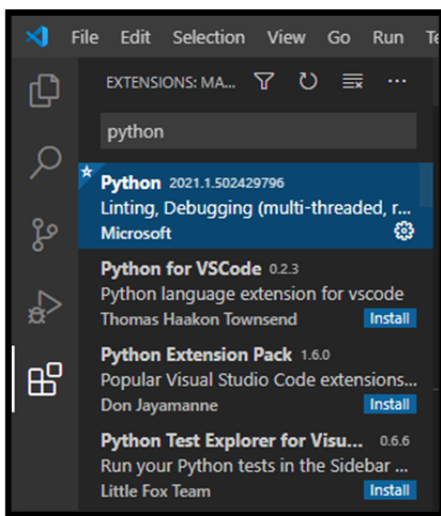 File Edit Selection View Go Run Te
EXTENSIONS: MA...
python
Python 2021.1.502429796
Linting, Debugging (multi-threaded, r...
Microsoft
Python for VSCode 0.2.3
Python language extension for vscode
Thomas Haakon Townsend Install
Python Extension Pack 1.6.0
Popular Visual Studio Code extensions...
Don Jayamanne Install
Python Test Explorer for Visu... 0.6.6
Run your Python tests in the Sidebar ...
Little Fox Team Install